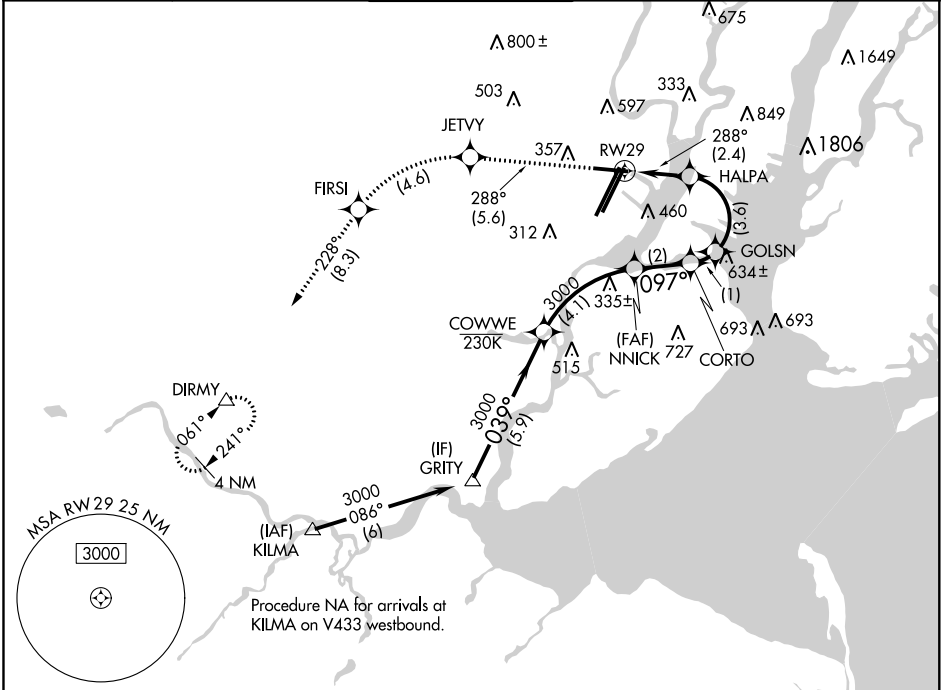 675
800 ±
1649
503
597
333
849
JETVY
357
RW29
288°
(2.4)
1806
HALPA
FIRSI
(4.6)
288°
(5.6)
460
(3.6)
312
228°
(8.3)
GOLSN
(2)
097°
634±
(1)
3000
(4.1)
335±
COWWE
230K
(FAF)
NNICK
727
693
693
CORTO
515
DIRMY
061°
241°
4 NM
3000
039°
(5.9)
(IF)
GRITY
3000
086°
(6)
(IAF)
KILMA
MSA RW29 25 NM
3000
Procedure NA for arrivals at
KILMA on V433 westbound.